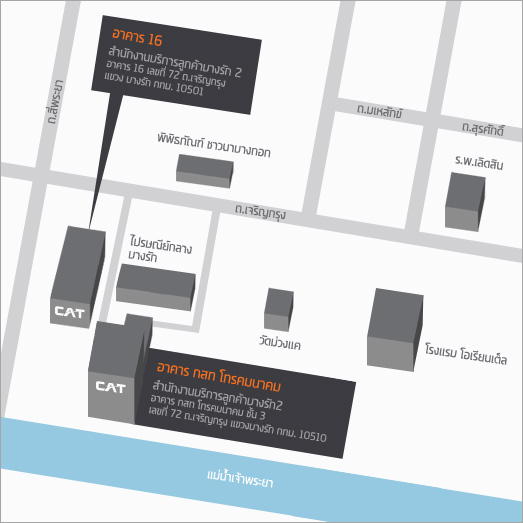 อาคาร 16
สำนักงานบริการลูกค้าบางรัก 2
อาคาร 16 เลขที่ 72 ถ.เจริญกรุง
แขวง บางรัก กทม. 10501
ถ.สี่พระยา
ถ.มเหสักข์
ถ.สุรศักดิ์
พิพิธภัณฑ์ ชาวนาบางกอก
ร.พ.เลิดสิน
ถ.เจริญกรุง
ไปรษณีย์กลาง
บางรัก
CAT
วัดม่วงแค
โรงแรม โอเรียนเต็ล
อาคาร กสท โทรคมนาคม
สำนักงานบริการลูกค้าบางรัก2
อาคาร กสท โทรคมนาคม ชั้น 3
เลขที่ 72 ถ.เจริญกรุง แขวงบางรัก กทม. 10510
CAT
แม่น้ำเจ้าพระยา